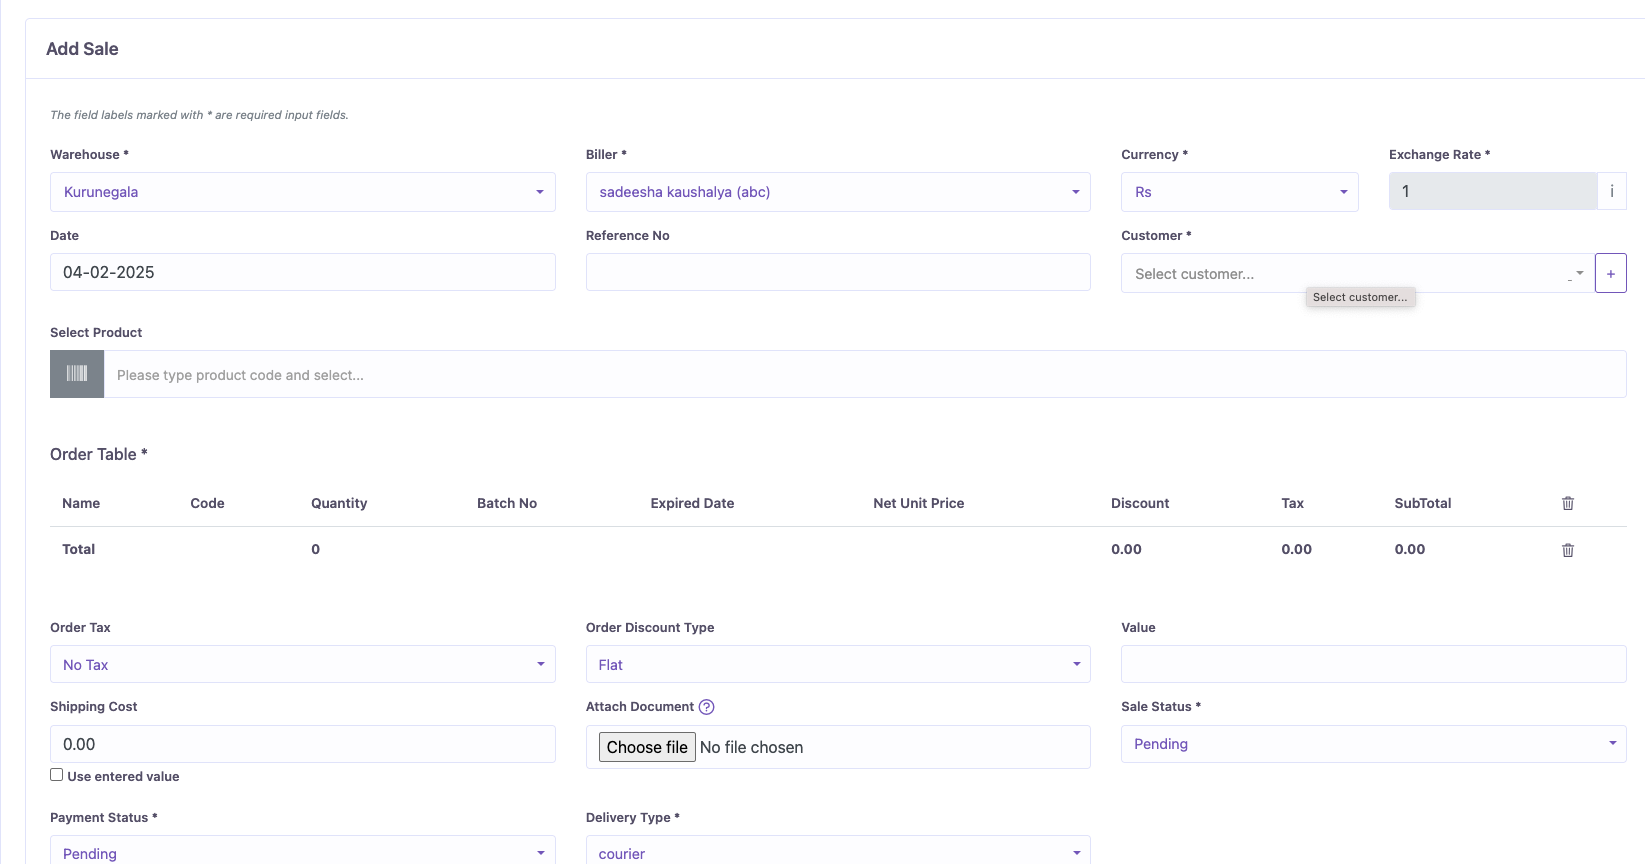 Add Sale
The field labels marked with * are required input fields.
Warehouse * Biller * Currency * Exchange Rate *
Kurunegala sadeesha kaushalya (abc) Rs 1 i
Date Reference No Customer *
04-02-2025 Select customer... +
Select customer...
Select Product
Please type product code and select...
Order Table *
Name Code Quantity Batch No Expired Date Net Unit Price Discount Tax SubTotal
Total 0 0.00 0.00 0.00
Order Tax Order Discount Type Value
No Tax Flat
Shipping Cost Attach Document ? Sale Status *
0.00 Choose file No file chosen Pending
Use entered value
Payment Status * Delivery Type *
Pending courier